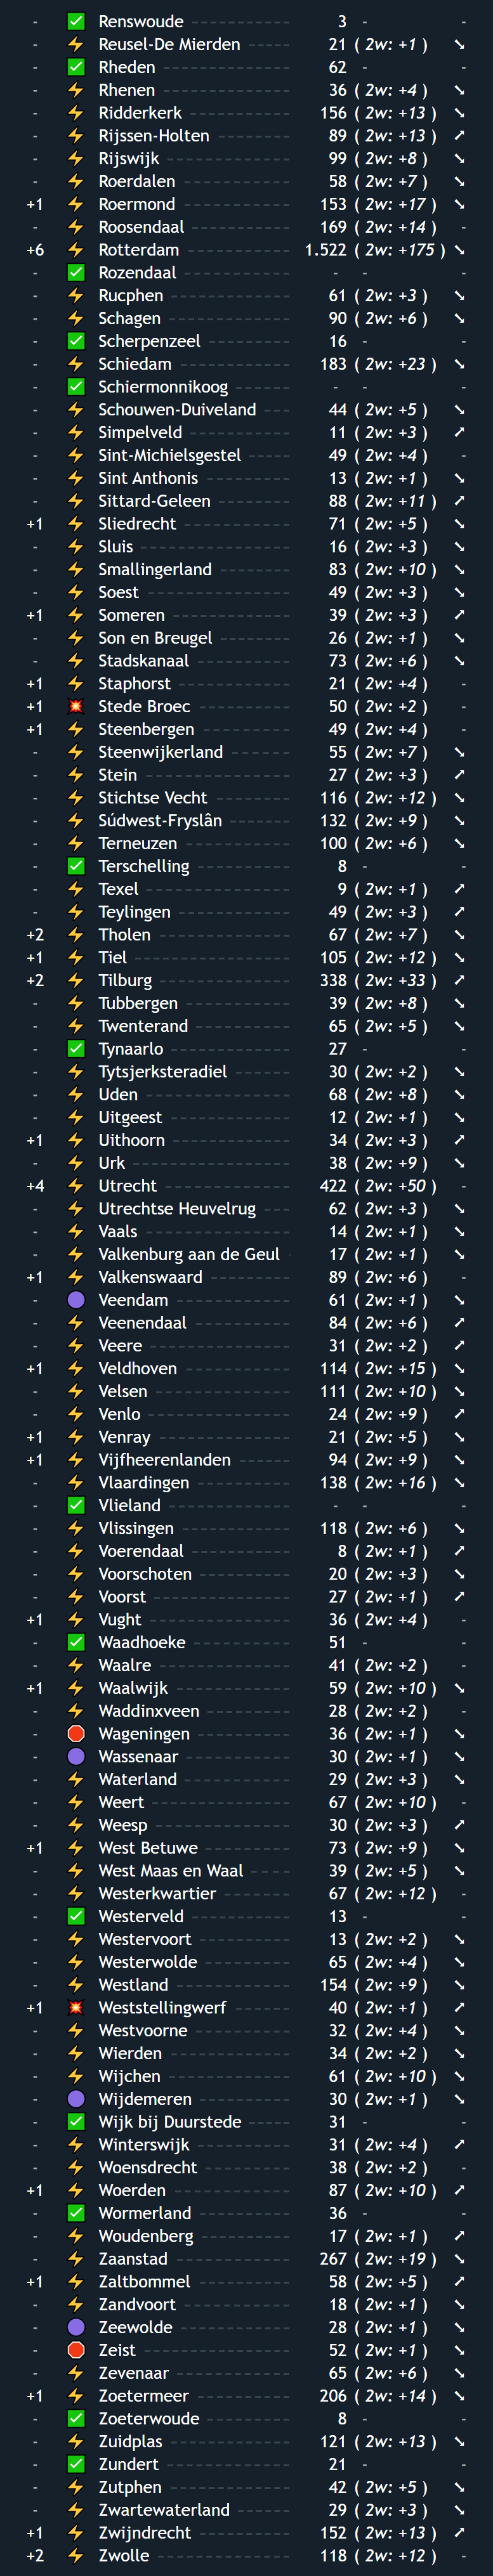 - ✅ Renswoude 3 - -
- ⚡ Reusel-De Mierden 21 ( 2w: +1 ) ➘
- ✅ Rheden 62 - -
- ⚡ Rhenen 36 ( 2w: +4 ) ➘
- ⚡ Ridderkerk 156 ( 2w: +13 ) ➘
- ⚡ Rijssen-Holten 89 ( 2w: +13 ) ➚
- ⚡ Rijswijk 99 ( 2w: +8 ) ➘
- ⚡ Roerdalen 58 ( 2w: +7 ) ➘
+1 ⚡ Roermond 153 ( 2w: +17 ) ➘
- ⚡ Roosendaal 169 ( 2w: +14 ) -
+6 ⚡ Rotterdam 1.522 ( 2w: +175 ) ➘
- ✅ Rozendaal - - -
- ⚡ Rucphen 61 ( 2w: +3 ) ➘
- ⚡ Schagen 90 ( 2w: +6 ) ➘
- ✅ Scherpenzeel 16 - -
- ⚡ Schiedam 183 ( 2w: +23 ) ➘
- ✅ Schiermonnikoog - - -
- ⚡ Schouwen-Duiveland 44 ( 2w: +5 ) ➘
- ⚡ Simpelveld 11 ( 2w: +3 ) ➚
- ⚡ Sint-Michielsgestel 49 ( 2w: +4 ) -
- ⚡ Sint Anthonis 13 ( 2w: +1 ) ➘
- ⚡ Sittard-Geleen 88 ( 2w: +11 ) ➚
+1 ⚡ Sliedrecht 71 ( 2w: +5 ) ➘
- ⚡ Sluis 16 ( 2w: +3 ) ➘
- ⚡ Smallingerland 83 ( 2w: +10 ) ➘
- ⚡ Soest 49 ( 2w: +3 ) ➘
+1 ⚡ Someren 39 ( 2w: +3 ) ➚
- ⚡ Son en Breugel 26 ( 2w: +1 ) ➘
- ⚡ Stadskanaal 73 ( 2w: +6 ) ➘
+1 ⚡ Staphorst 21 ( 2w: +4 ) -
+1 💥 Stede Broec 50 ( 2w: +2 ) -
+1 ⚡ Steenbergen 49 ( 2w: +4 ) -
- ⚡ Steenwijkerland 55 ( 2w: +7 ) ➘
- ⚡ Stein 27 ( 2w: +3 ) ➚
- ⚡ Stichtse Vecht 116 ( 2w: +12 ) ➘
- ⚡ Súdwest-Fryslân 132 ( 2w: +9 ) ➘
- ⚡ Terneuzen 100 ( 2w: +6 ) ➘
- ✅ Terschelling 8 - -
- ⚡ Texel 9 ( 2w: +1 ) ➚
- ⚡ Teylingen 49 ( 2w: +3 ) ➚
+2 ⚡ Tholen 67 ( 2w: +7 ) ➘
+1 ⚡ Tiel 105 ( 2w: +12 ) ➘
+2 ⚡ Tilburg 338 ( 2w: +33 ) ➚
- ⚡ Tubbergen 39 ( 2w: +8 ) ➘
- ⚡ Twenterand 65 ( 2w: +5 ) ➘
- ✅ Tynaarlo 27 - -
- ⚡ Tytsjerksteradiel 30 ( 2w: +2 ) ➘
- ⚡ Uden 68 ( 2w: +8 ) ➘
- ⚡ Uitgeest 12 ( 2w: +1 ) ➘
+1 ⚡ Uithoorn 34 ( 2w: +3 ) ➚
- ⚡ Urk 38 ( 2w: +9 ) ➘
+4 ⚡ Utrecht 422 ( 2w: +50 ) -
- ⚡ Utrechtse Heuvelrug 62 ( 2w: +3 ) ➘
- ⚡ Vaals 14 ( 2w: +1 ) ➘
- ⚡ Valkenburg aan de Geul 17 ( 2w: +1 ) ➘
+1 ⚡ Valkenswaard 89 ( 2w: +6 ) -
- 🟣 Veendam 61 ( 2w: +1 ) ➘
- ⚡ Veenendaal 84 ( 2w: +6 ) ➚
- ⚡ Veere 31 ( 2w: +2 ) ➚
+1 ⚡ Veldhoven 114 ( 2w: +15 ) ➘
- ⚡ Velsen 111 ( 2w: +10 ) ➘
- ⚡ Venlo 24 ( 2w: +9 ) ➚
+1 ⚡ Venray 21 ( 2w: +5 ) ➘
+1 ⚡ Vijfheerenlanden 94 ( 2w: +9 ) ➘
- ⚡ Vlaardingen 138 ( 2w: +16 ) ➘
- ✅ Vlieland - - -
- ⚡ Vlissingen 118 ( 2w: +6 ) ➘
- ⚡ Voerendaal 8 ( 2w: +1 ) ➚
- ⚡ Voorschoten 20 ( 2w: +3 ) ➘
- ⚡ Voorst 27 ( 2w: +1 ) ➚
+1 ⚡ Vught 36 ( 2w: +4 ) -
- ✅ Waadhoeke 51 - -
- ⚡ Waalre 41 ( 2w: +2 ) -
+1 ⚡ Waalwijk 59 ( 2w: +10 ) ➘
- ⚡ Waddinxveen 28 ( 2w: +2 ) -
- 🛑 Wageningen 36 ( 2w: +1 ) ➘
- 🟣 Wassenaar 30 ( 2w: +1 ) ➘
- ⚡ Waterland 29 ( 2w: +3 ) ➘
- ⚡ Weert 67 ( 2w: +10 ) -
- ⚡ Weesp 30 ( 2w: +3 ) ➚
+1 ⚡ West Betuwe 73 ( 2w: +9 ) ➘
- ⚡ West Maas en Waal 39 ( 2w: +5 ) ➘
- ⚡ Westerkwartier 67 ( 2w: +12 ) -
- ✅ Westerveld 13 - -
- ⚡ Westervoort 13 ( 2w: +2 ) ➘
- ⚡ Westerwolde 65 ( 2w: +4 ) ➘
- ⚡ Westland 154 ( 2w: +9 ) ➘
+1 💥 Weststellingwerf 40 ( 2w: +1 ) ➚
- ⚡ Westvoorne 32 ( 2w: +4 ) ➘
- ⚡ Wierden 34 ( 2w: +2 ) ➘
- ⚡ Wijchen 61 ( 2w: +10 ) ➘
- 🟣 Wijdemeren 30 ( 2w: +1 ) ➘
- ✅ Wijk bij Duurstede 31 - -
- ⚡ Winterswijk 31 ( 2w: +4 ) ➚
- ⚡ Woensdrecht 38 ( 2w: +2 ) -
+1 ⚡ Woerden 87 ( 2w: +10 ) ➚
- ✅ Wormerland 36 - -
- ⚡ Woudenberg 17 ( 2w: +1 ) ➚
- ⚡ Zaanstad 267 ( 2w: +19 ) ➘
+1 ⚡ Zaltbommel 58 ( 2w: +5 ) ➚
- ⚡ Zandvoort 18 ( 2w: +1 ) ➘
- 🟣 Zeewolde 28 ( 2w: +1 ) ➘
- 🛑 Zeist 52 ( 2w: +1 ) ➘
- ⚡ Zevenaar 65 ( 2w: +6 ) ➘
+1 ⚡ Zoetermeer 206 ( 2w: +14 ) ➘
- ✅ Zoeterwoude 8 - -
- ⚡ Zuidplas 121 ( 2w: +13 ) ➘
- ✅ Zundert 21 - -
- ⚡ Zutphen 42 ( 2w: +5 ) ➘
- ⚡ Zwartewaterland 29 ( 2w: +3 ) ➘
+1 ⚡ Zwijndrecht 152 ( 2w: +13 ) ➚
+2 ⚡ Zwolle 118 ( 2w: +12 ) -